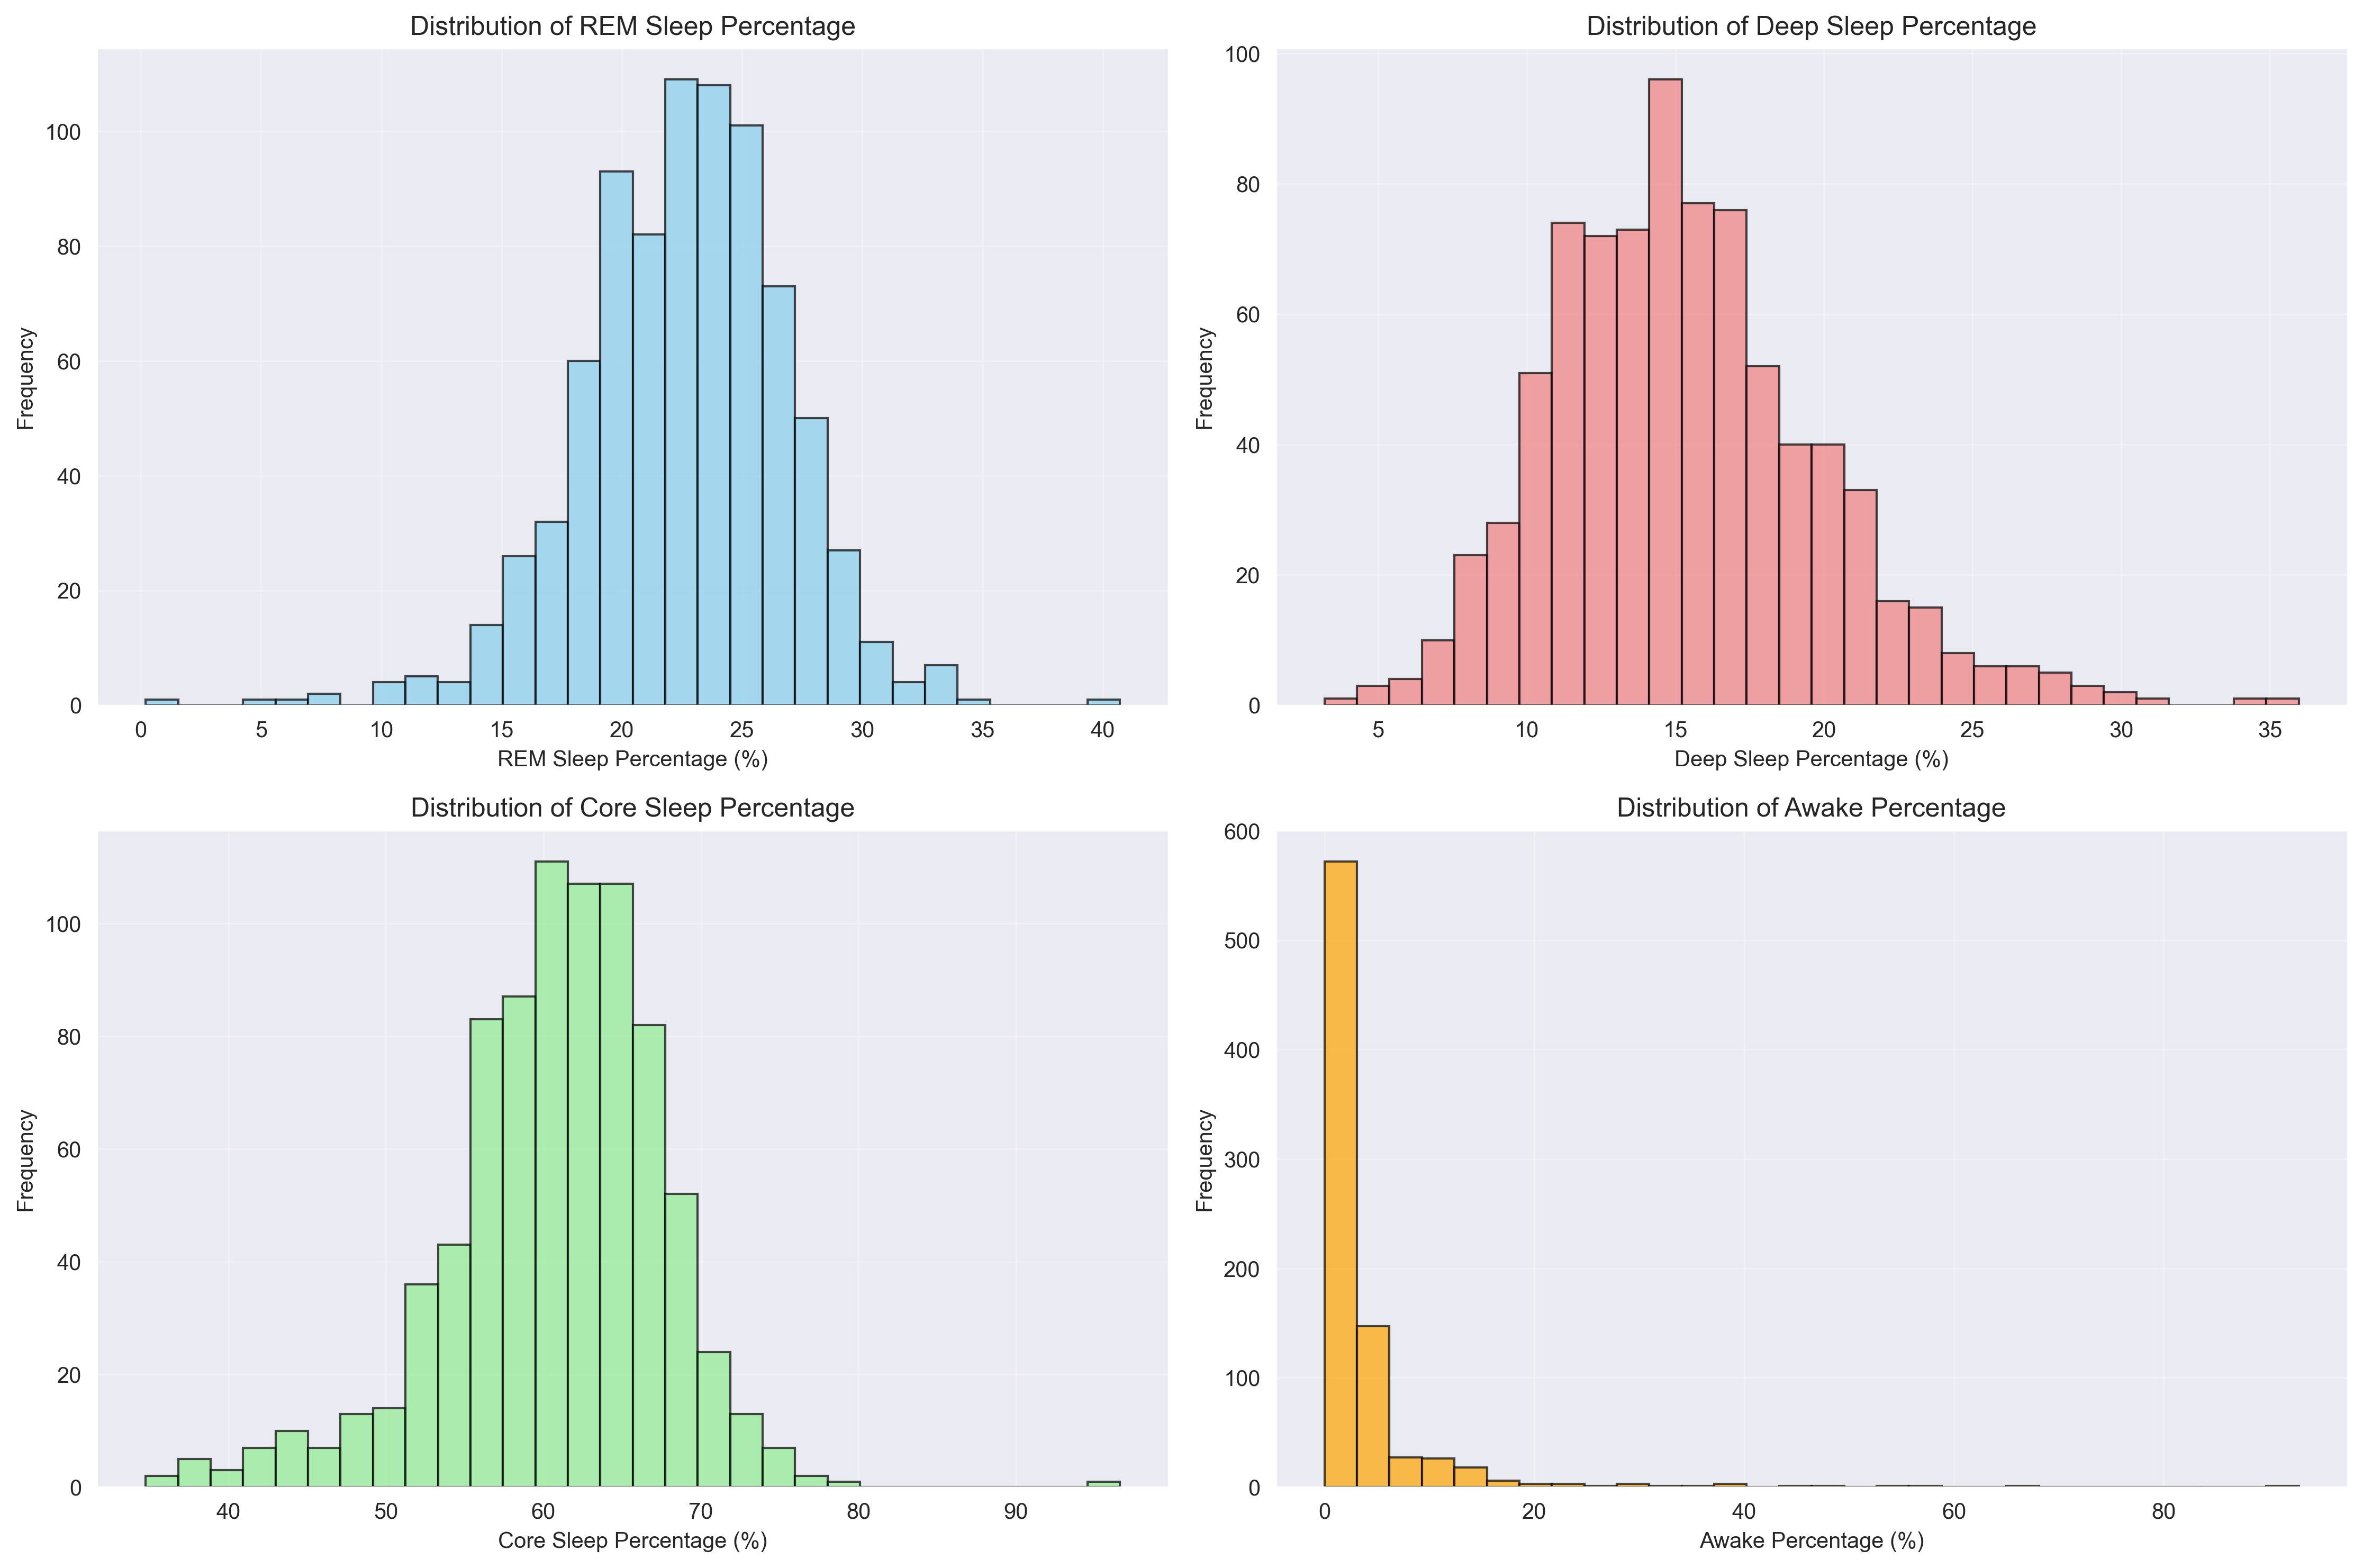 Distribution of REM Sleep Percentage
Frequency
100
80
60
40
20
0
0 5 10 15 20 25 30 35 40
REM Sleep Percentage (%)
Distribution of Deep Sleep Percentage
Frequency
100
80
60
40
20
0
5 10 15 20 25 30 35
Deep Sleep Percentage (%)
Distribution of Core Sleep Percentage
Frequency
100
80
60
40
20
0
40 50 60 70 80 90
Core Sleep Percentage (%)
Distribution of Awake Percentage
Frequency
600
500
400
300
200
100
0
0 20 40 60 80
Awake Percentage (%)